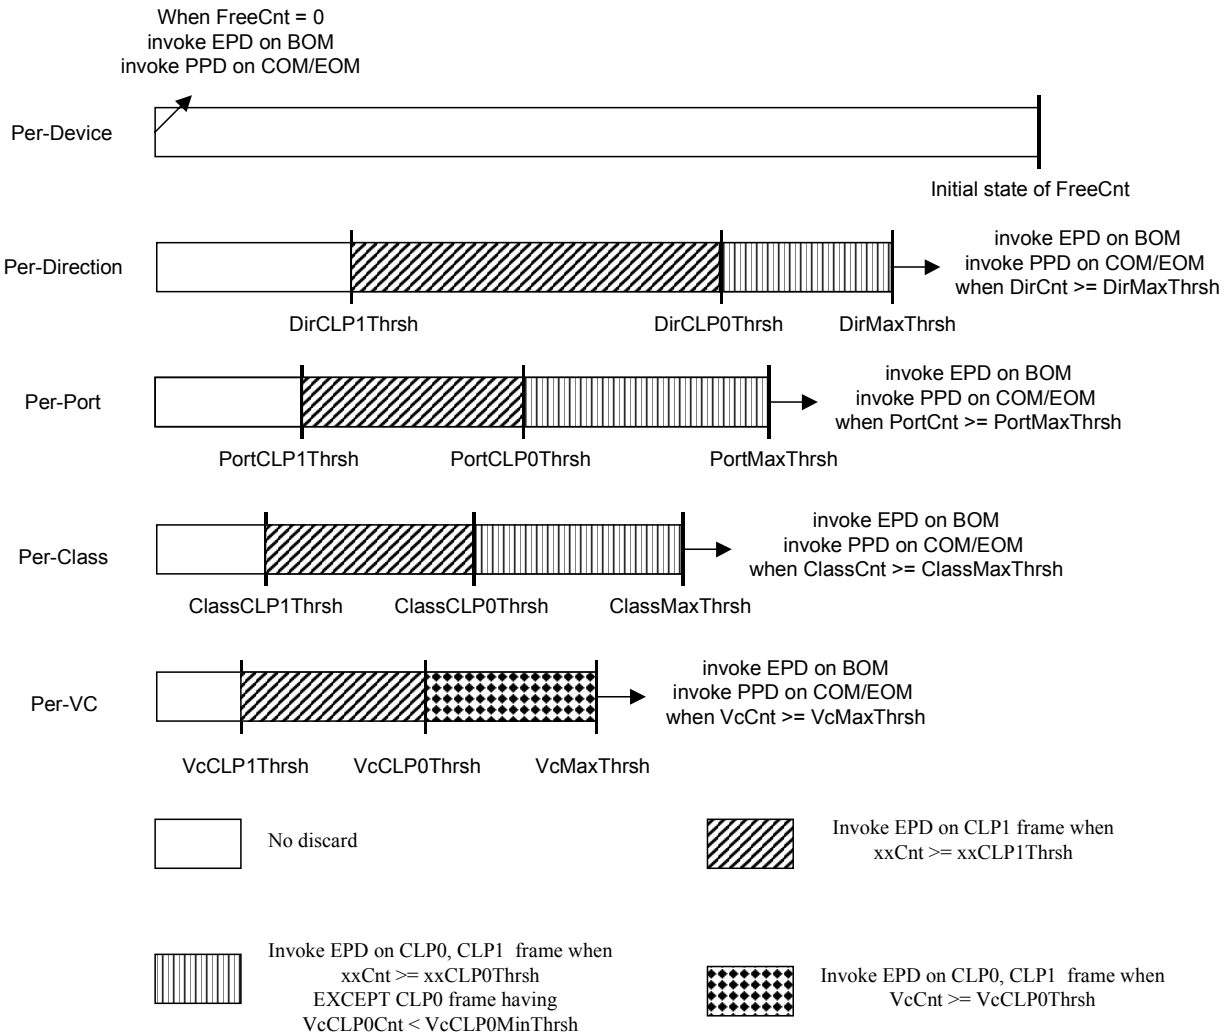 When FreeCnt = 0
invoke EPD on BOM
invoke PPD on COM/EOM
Per-Device
Initial state of FreeCnt
Per-Direction
invoke EPD on BOM
invoke PPD on COM/EOM
when DirCnt >= DirMaxThrsh
DirCLP1Thrsh
DirCLP0Thrsh
DirMaxThrsh
Per-Port
invoke EPD on BOM
invoke PPD on COM/EOM
when PortCnt >= PortMaxThrsh
PortCLP1Thrsh
PortCLP0Thrsh
PortMaxThrsh
Per-Class
invoke EPD on BOM
invoke PPD on COM/EOM
when ClassCnt >= ClassMaxThrsh
ClassCLP1Thrsh
ClassCLP0Thrsh
ClassMaxThrsh
Per-VC
invoke EPD on BOM
invoke PPD on COM/EOM
when VcCnt >= VcMaxThrsh
VcCLP1Thrsh
VcCLP0Thrsh
VcMaxThrsh
No discard
Invoke EPD on CLP1 frame when
xxCnt >= xxCLP1Thrsh
Invoke EPD on CLP0, CLP1 frame when
xxCnt >= xxCLP0Thrsh
EXCEPT CLP0 frame having
VcCLP0Cnt < VcCLP0MinThrsh
Invoke EPD on CLP0, CLP1 frame when
VcCnt >= VcCLP0Thrsh